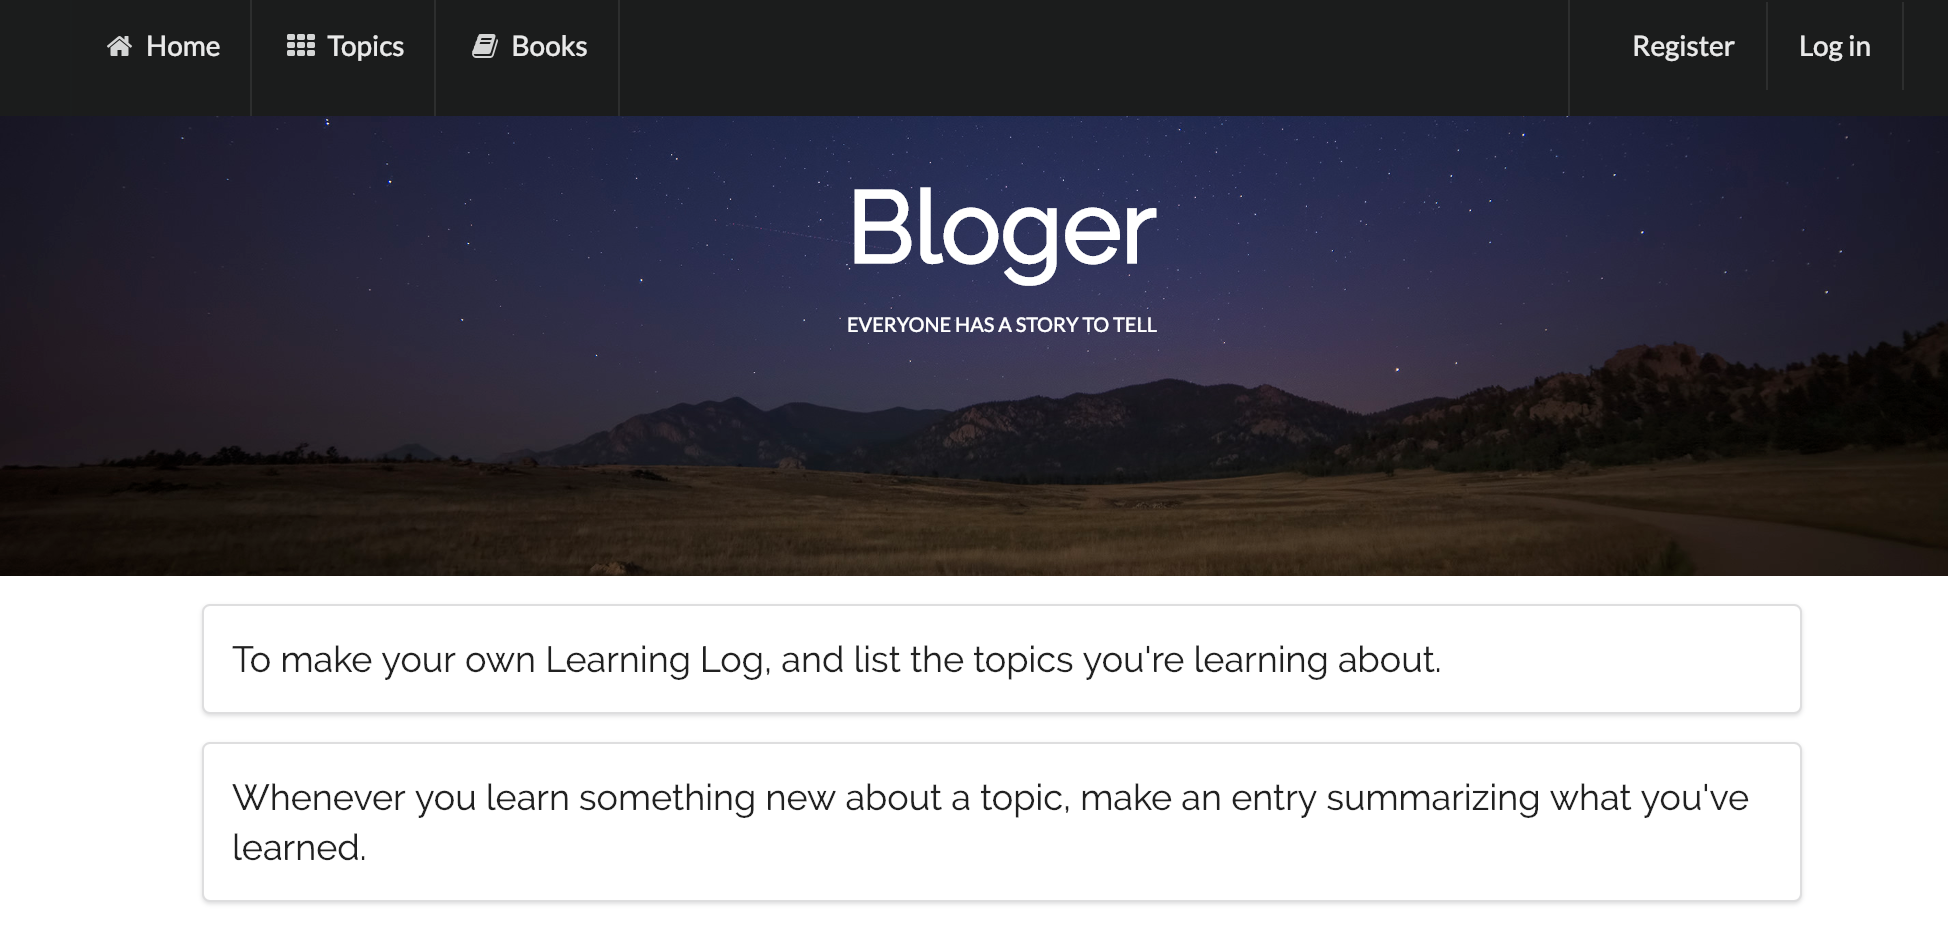 Home Topics Books Register Log in
Bloger
EVERYONE HAS A STORY TO TELL
To make your own Learning Log, and list the topics you're learning about.
Whenever you learn something new about a topic, make an entry summarizing what you've
learned.